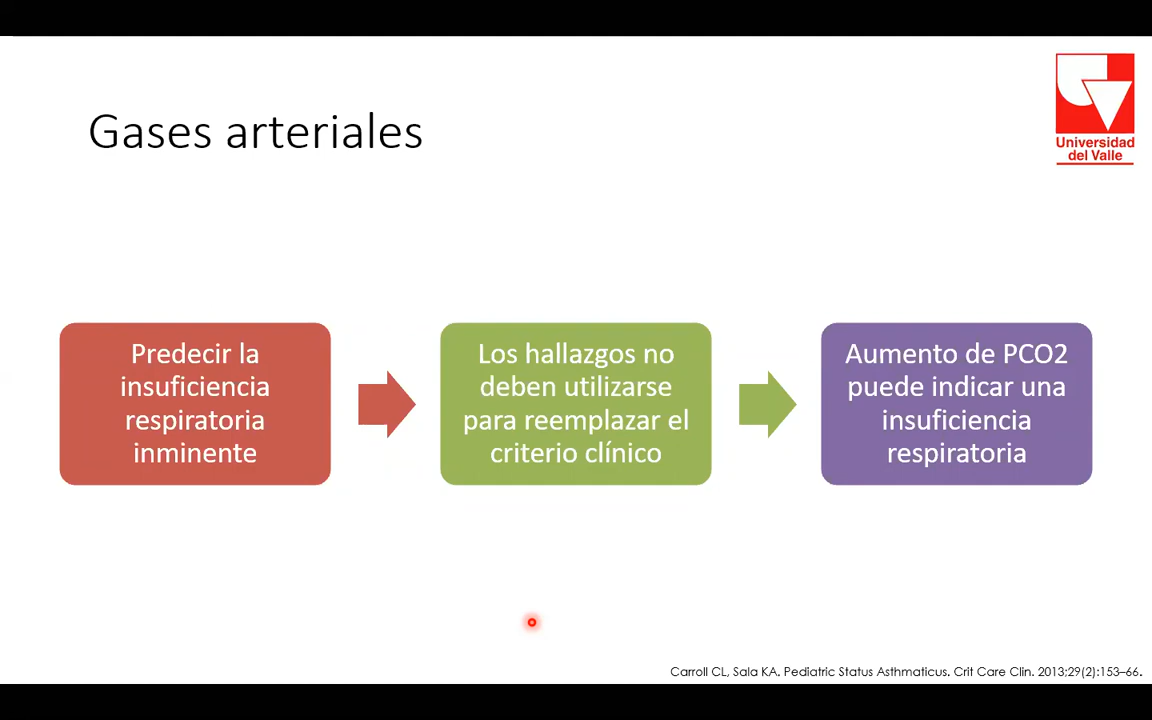 Universidad
del Valle
Gases arteriales
Predecir la
insuficiencia
respiratoria
inminente
Los hallazgos no
deben utilizarse
para reemplazar el
criterio clínico
Aumento de PCO2
puede indicar una
insuficiencia
respiratoria
Carroll CL, Sala KA. Pediatric Status Asthmaticus. Crit Care Clin. 2013;29(2):153–66.